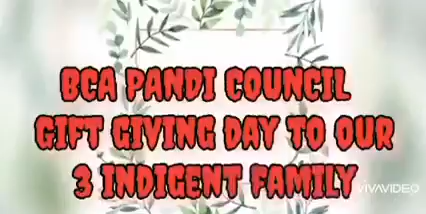 BCA PANDI COUNCIL
GIFT GIVING DAY TO OUR
3 INDIGENT FAMILY
VIVAVIDEO